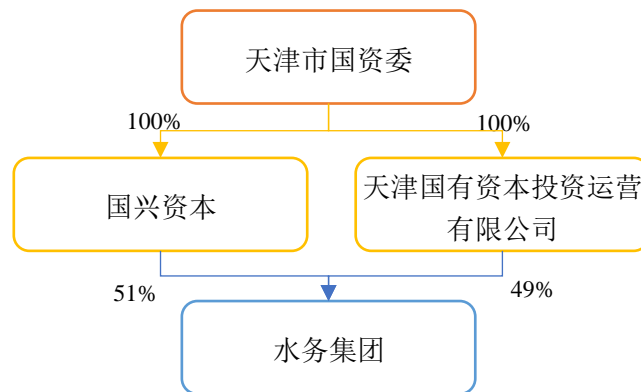 天津市国资委
100%
100%
国兴资本
天津国有资本投资运营
有限公司
51%
49%
水务集团